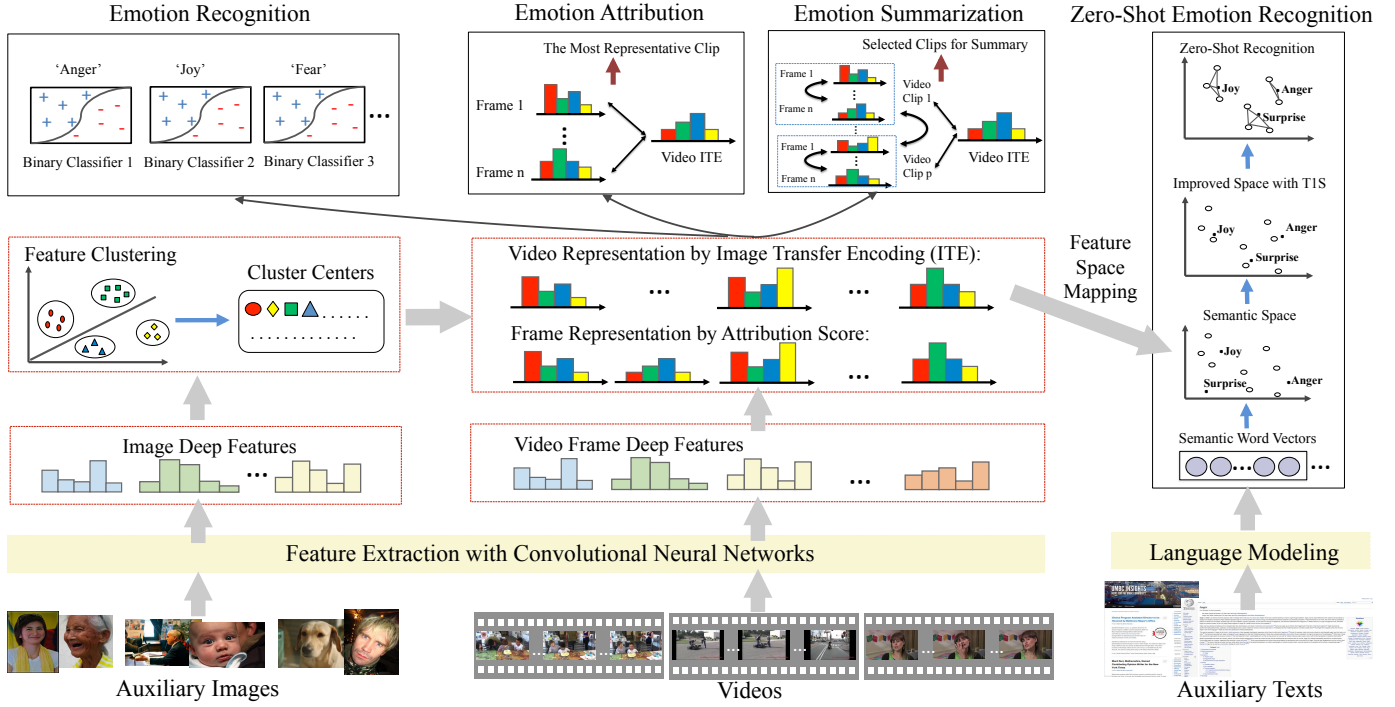 Emotion Recognition
‘Anger’
‘Joy’
‘Fear’
+
-
...
Binary Classifier 1
Binary Classifier 2
Binary Classifier 3
Emotion Attribution
The Most Representative Clip
Frame 1
Frame n
Video ITE
Emotion Summarization
Selected Clips for Summary
Frame 1
Frame n
Frame 1
Frame n
Video
Clip 1
Video
Clip p
Video ITE
Zero-Shot Emotion Recognition
Zero-Shot Recognition
Joy
Anger
Surprise
Improved Space with T1S
Joy
Anger
Surprise
Semantic Space
Joy
Surprise
Anger
Semantic Word Vectors
...
Feature Clustering
Cluster Centers
Video Representation by Image Transfer Encoding (ITE):
...
Frame Representation by Attribution Score:
...
Feature
Space
Mapping
Image Deep Features
...
Video Frame Deep Features
...
Feature Extraction with Convolutional Neural Networks
Language Modeling
UMBC INSIGHTS
Auxiliary Images
Videos
Auxiliary Texts